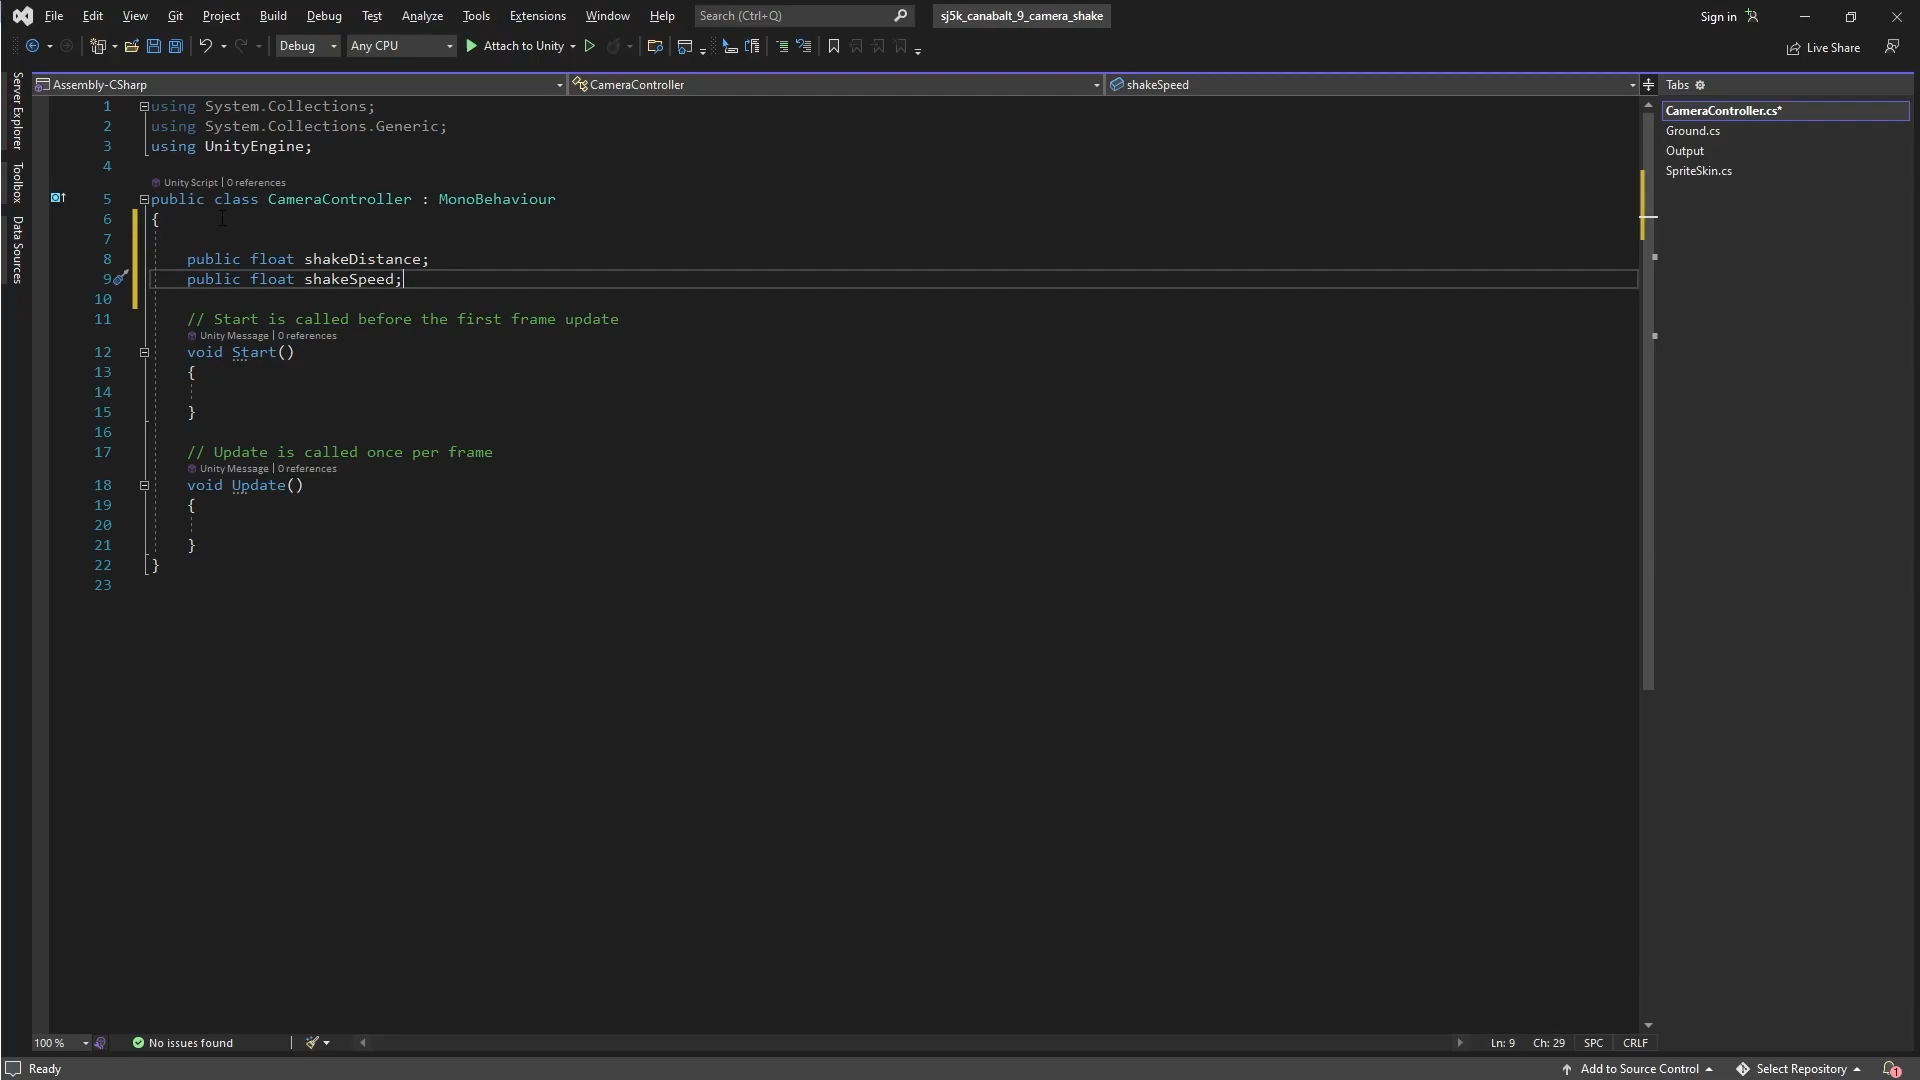 File Edit View Git Project Build Debug Test Analyze Tools Extensions Window Help Search (Ctrl+Q) sj5k_canabalt_9_camera_shake Sign in
Debug Any CPU Attach to Unity Live Share
Server Explorer
Toolbox
Data Sources
Assembly-CSharp CameraController shakeSpeed
Tabs
CameraController.cs*
Ground.cs
Output
SpriteSkin.cs
1 using System.Collections;
2 using System.Collections.Generic;
3 using UnityEngine;
4
Unity Script | 0 references
5 public class CameraController : MonoBehaviour
6 {
7
8 public float shakeDistance;
9 public float shakeSpeed;
10
11 // Start is called before the first frame update
Unity Message | 0 references
12 void Start()
13 {
14
15 }
16
17 // Update is called once per frame
Unity Message | 0 references
18 void Update()
19 {
20
21 }
22 }
23
100 % No issues found Ln: 9 Ch: 29 SPC CRLF
Ready Add to Source Control Select Repository 1